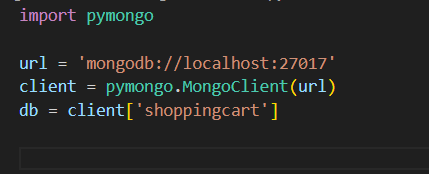 import pymongo
url = 'mongodb://localhost:27017'
client = pymongo.MongoClient(url)
db = client['shoppingcart']